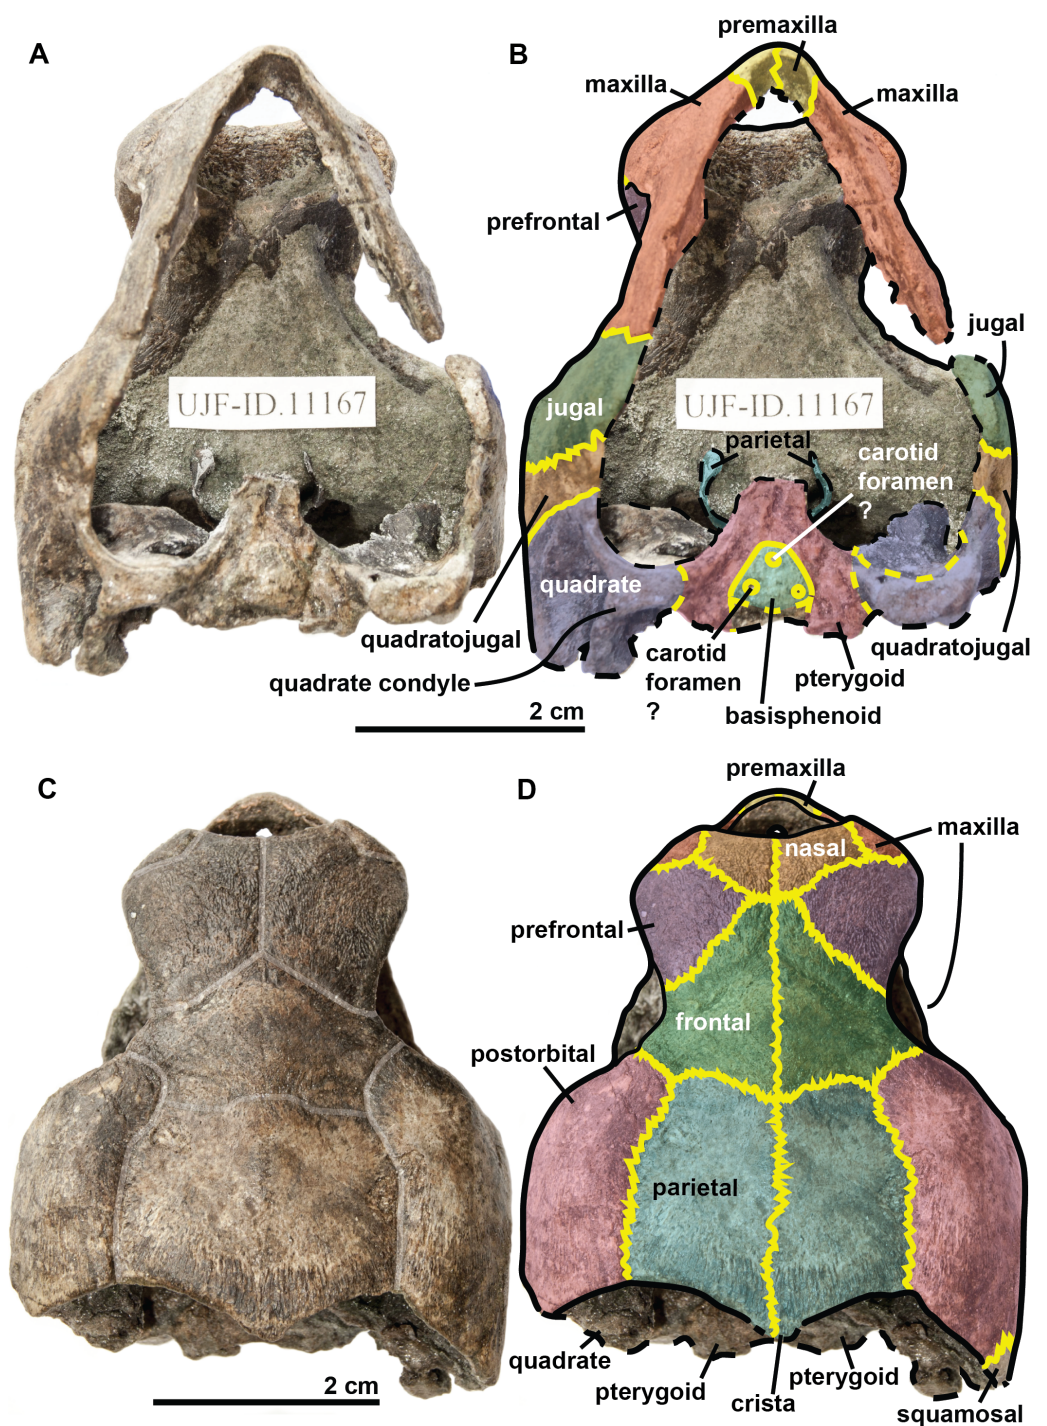 A
B
premaxilla
maxilla
maxilla
prefrontal
jugal
jugal
UJF-ID.11167
UJF-ID.11167
parietal
carotid
foramen
?
quadrate
quadratojugal
quadratojugal
quadrate condyle
carotid
foramen
?
pterygoid
basisphenoid
2 cm
C
D
premaxilla
maxilla
nasal
prefrontal
frontal
postorbital
parietal
quadrate
pterygoid
pterygoid
crista
squamosal
2 cm